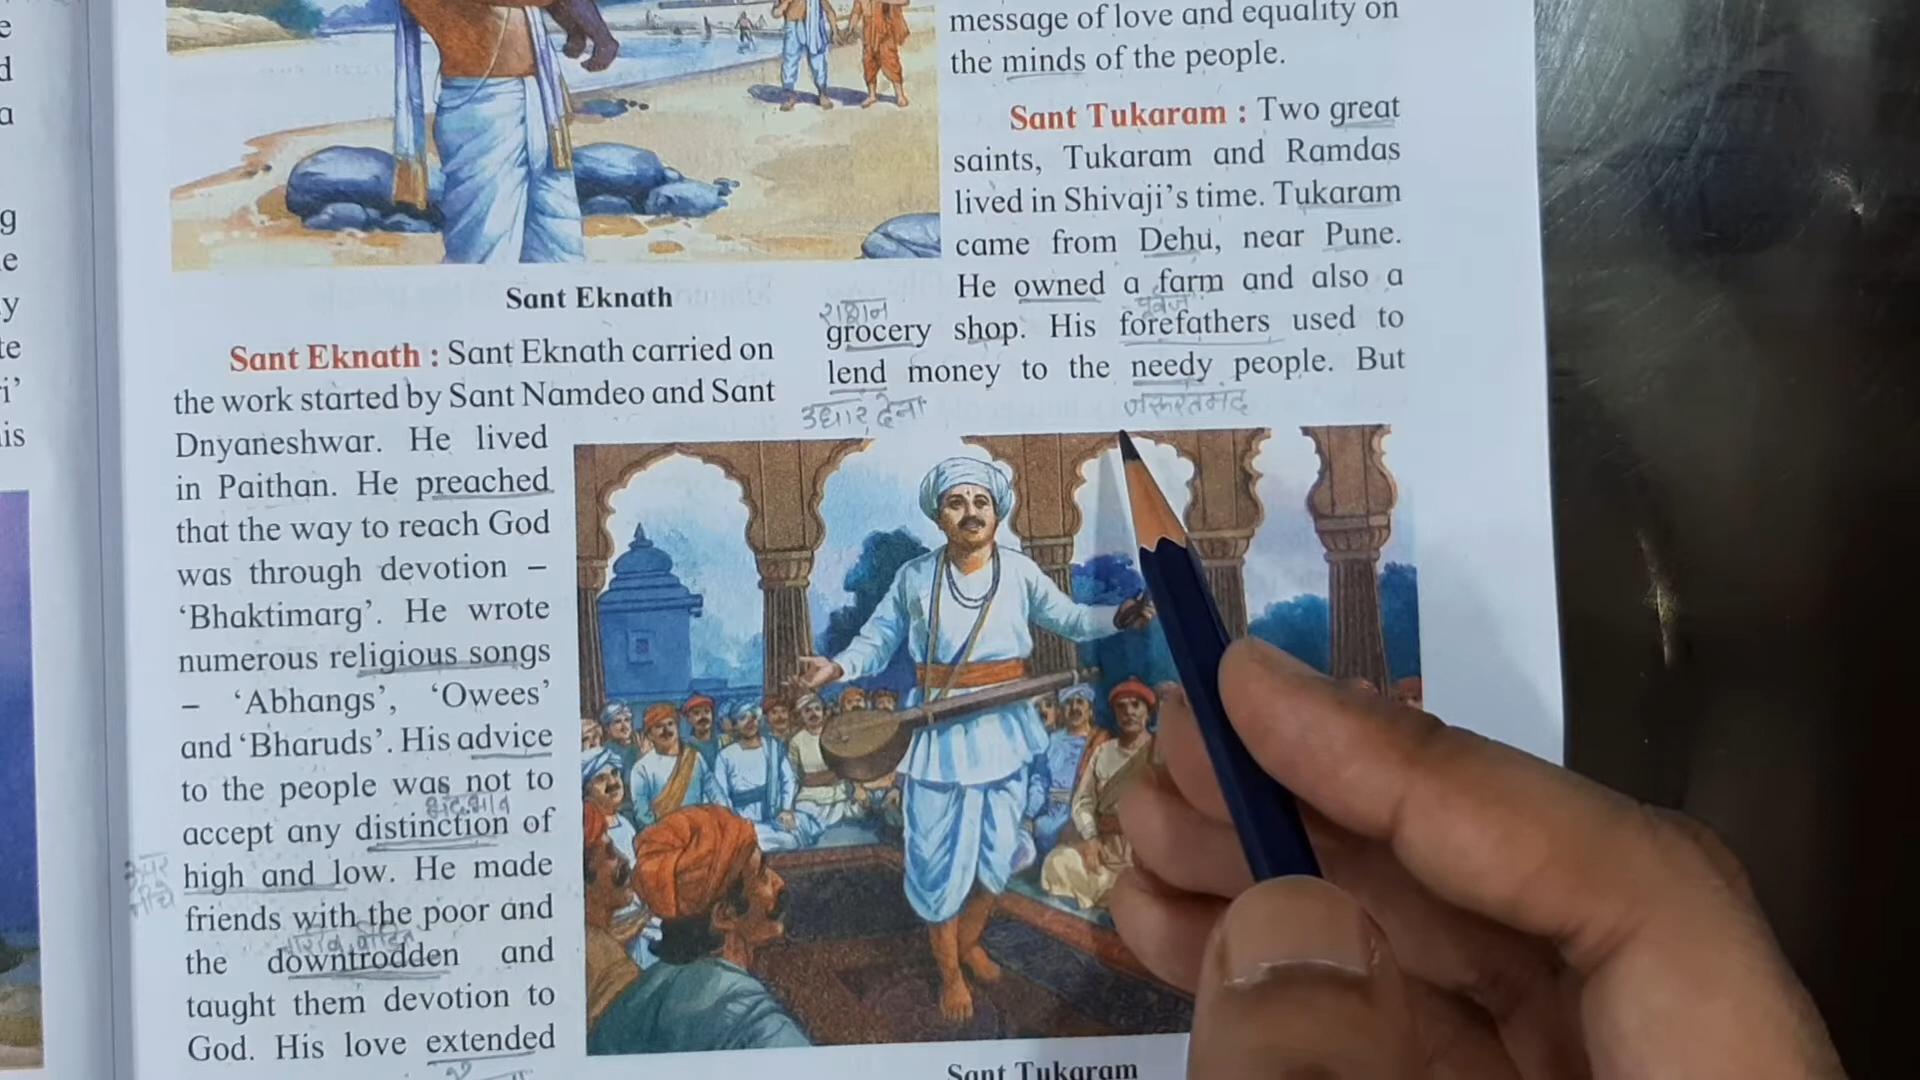 e
d
a
g
e
y
te
i’
is
Sant Eknath
Sant Eknath : Sant Eknath carried on
the work started by Sant Namdeo and Sant
Dnyaneshwar. He lived
in Paithan. He preached
that the way to reach God
was through devotion –
‘Bhaktimarg’. He wrote
numerous religious songs
– ‘Abhangs’, ‘Owees’
and ‘Bharuds’. His advice
to the people was not to
भेदभाव
accept any distinction of
ऊपर
नीचे
high and low. He made
friends with the poor and
the downtrodden and
taught them devotion to
God. His love extended
message of love and equality on
the minds of the people.
Sant Tukaram : Two great
saints, Tukaram and Ramdas
lived in Shivaji’s time. Tukaram
came from Dehu, near Pune.
He owned a farm and also a
राशन
पूर्वज
grocery shop. His forefathers used to
lend money to the needy people. But
उधार देना
जरूरतमंद
Sant Tukaram